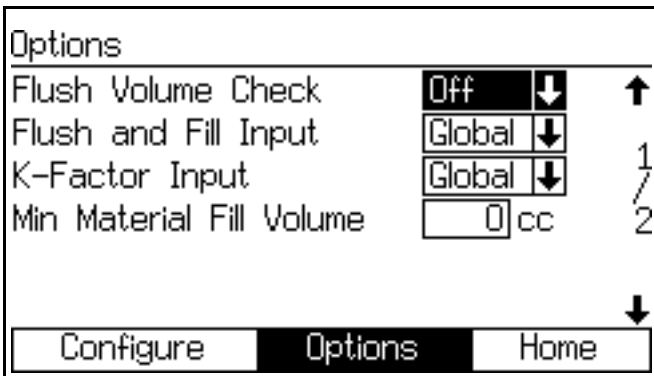 Options
Flush Volume Check Off
Flush and Fill Input Global
K-Factor Input Global
Min Material Fill Volume 0 cc
1
/
2
Configure Options Home